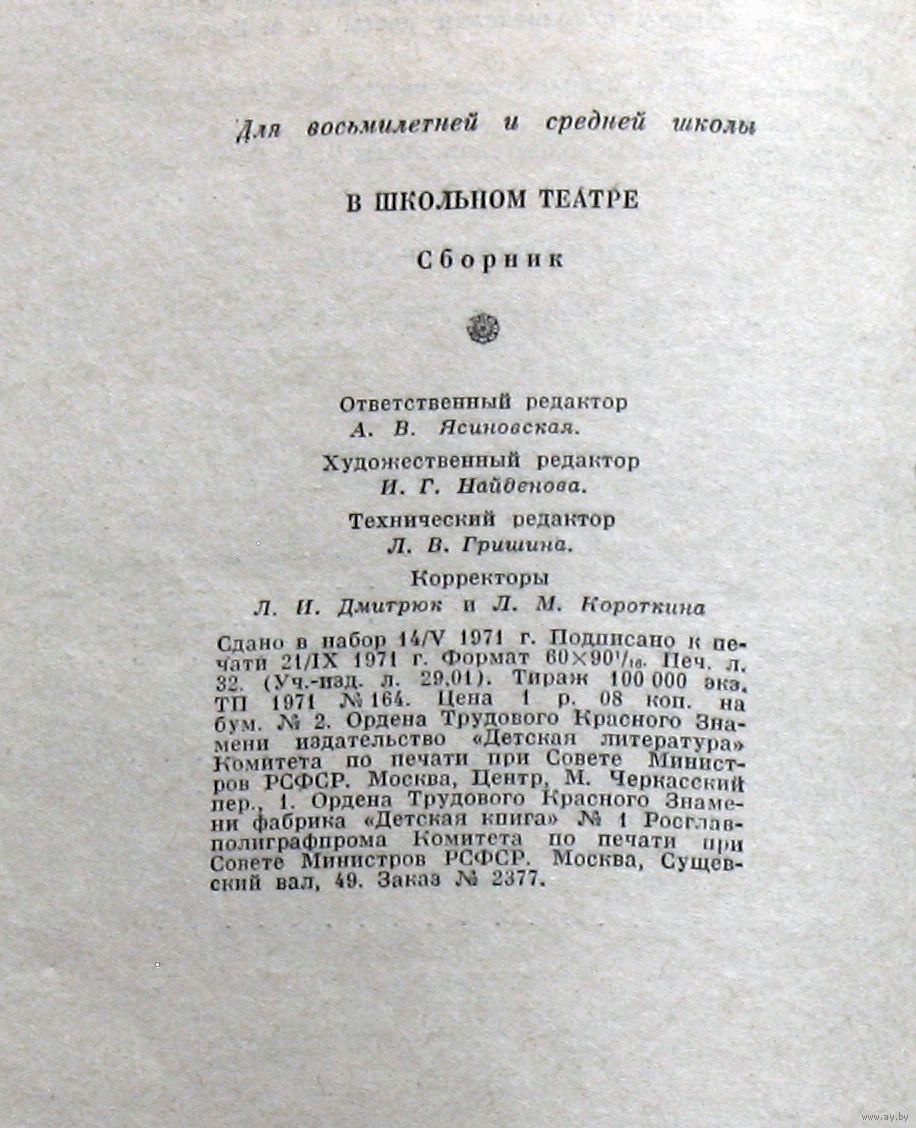 Для восьмилетней и средней школы
В ШКОЛЬНОМ ТЕАТРЕ
Сборник
Ответственный редактор
А. В. Ясиновская.
Художественный редактор
И. Г. Найденова.
Технический редактор
Л. В. Гришина.
Корректоры
Л. И. Дмитрюк и Л. М. Короткина
Сдано в набор 14/V 1971 г. Подписано к пе-
чати 21/IX 1971 г. Формат 60×90¹/₁₆. Печ. л.
32. (Уч.-изд. л. 29,01). Тираж 100 000 экз.
ТП 1971 № 164. Цена 1 р. 08 коп. на
бум. № 2. Ордена Трудового Красного Зна-
мени издательство «Детская литература»
Комитета по печати при Совете Министр-
ров РСФСР. Москва, Центр, М. Черкасский
пер., 1. Ордена Трудового Красного Знаме-
ни фабрика «Детская книга» № 1 Росглав-
полиграфпрома Комитета по печати при
Совете Министров РСФСР. Москва, Сущев-
ский вал, 49. Заказ № 2377.
www.ay.by